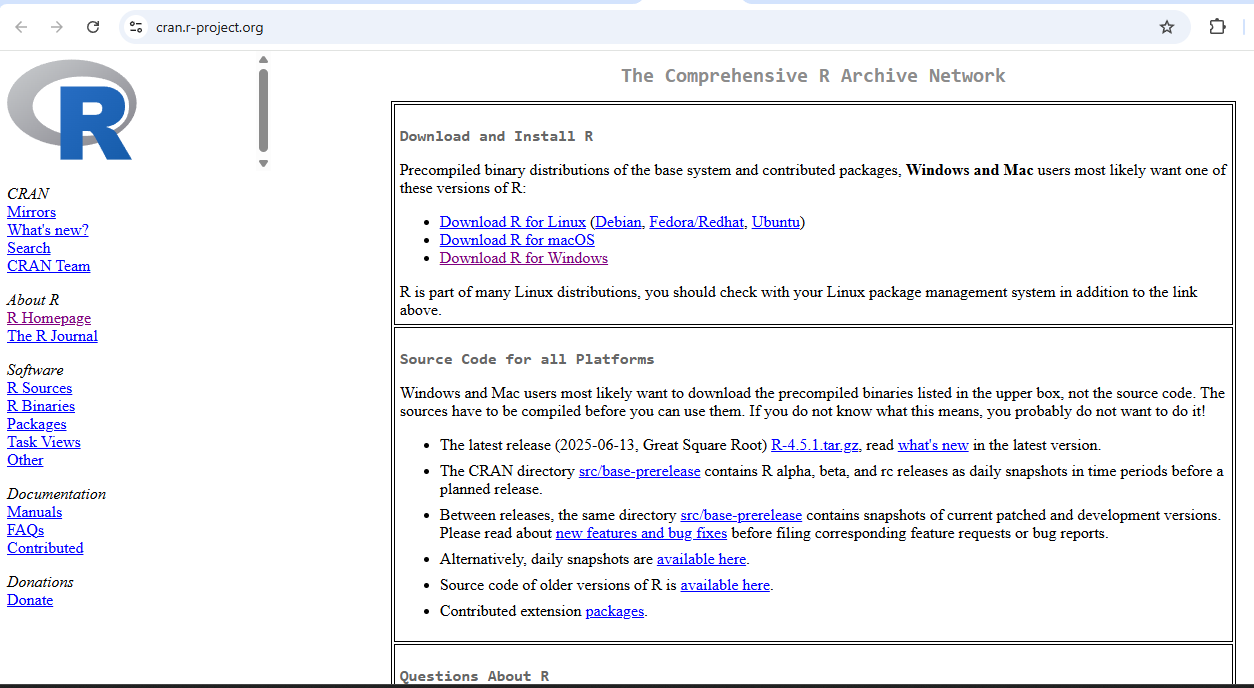 cran.r-project.org
R
CRAN
Mirrors
What's new?
Search
CRAN Team
About R
R Homepage
The R Journal
Software
R Sources
R Binaries
Packages
Task Views
Other
Documentation
Manuals
FAQs
Contributed
Donations
Donate
The Comprehensive R Archive Network
Download and Install R
Precompiled binary distributions of the base system and contributed packages, Windows and Mac users most likely want one of
these versions of R:
• Download R for Linux (Debian, Fedora/Redhat, Ubuntu)
• Download R for macOS
• Download R for Windows
R is part of many Linux distributions, you should check with your Linux package management system in addition to the link
above.
Source Code for all Platforms
Windows and Mac users most likely want to download the precompiled binaries listed in the upper box, not the source code. The
sources have to be compiled before you can use them. If you do not know what this means, you probably do not want to do it!
• The latest release (2025-06-13, Great Square Root) R-4.5.1.tar.gz, read what's new in the latest version.
• The CRAN directory src/base-prerelease contains R alpha, beta, and rc releases as daily snapshots in time periods before a
planned release.
• Between releases, the same directory src/base-prerelease contains snapshots of current patched and development versions.
Please read about new features and bug fixes before filing corresponding feature requests or bug reports.
• Alternatively, daily snapshots are available here.
• Source code of older versions of R is available here.
• Contributed extension packages.
Questions About R